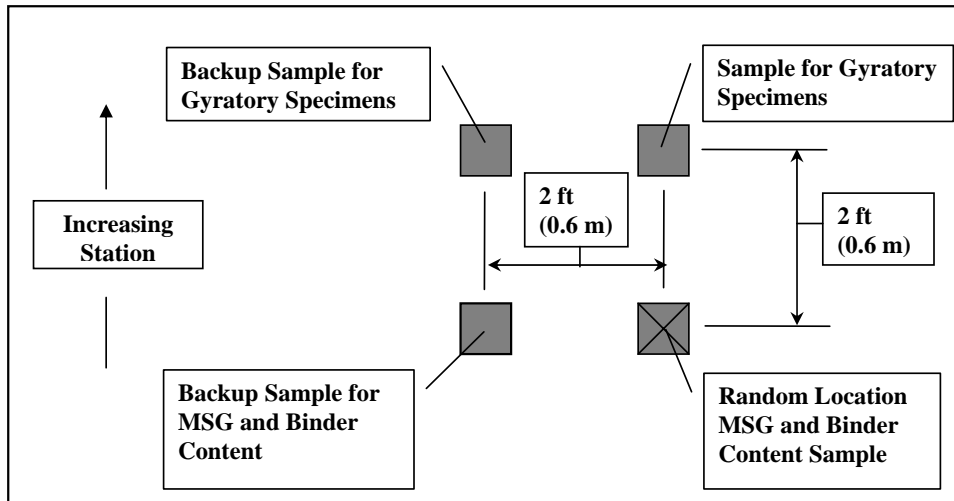 Backup Sample for
Gyratory Specimens
Sample for Gyratory
Specimens
2 ft
(0.6 m)
2 ft
(0.6 m)
Increasing
Station
Backup Sample for
MSG and Binder
Content
Random Location
MSG and Binder
Content Sample